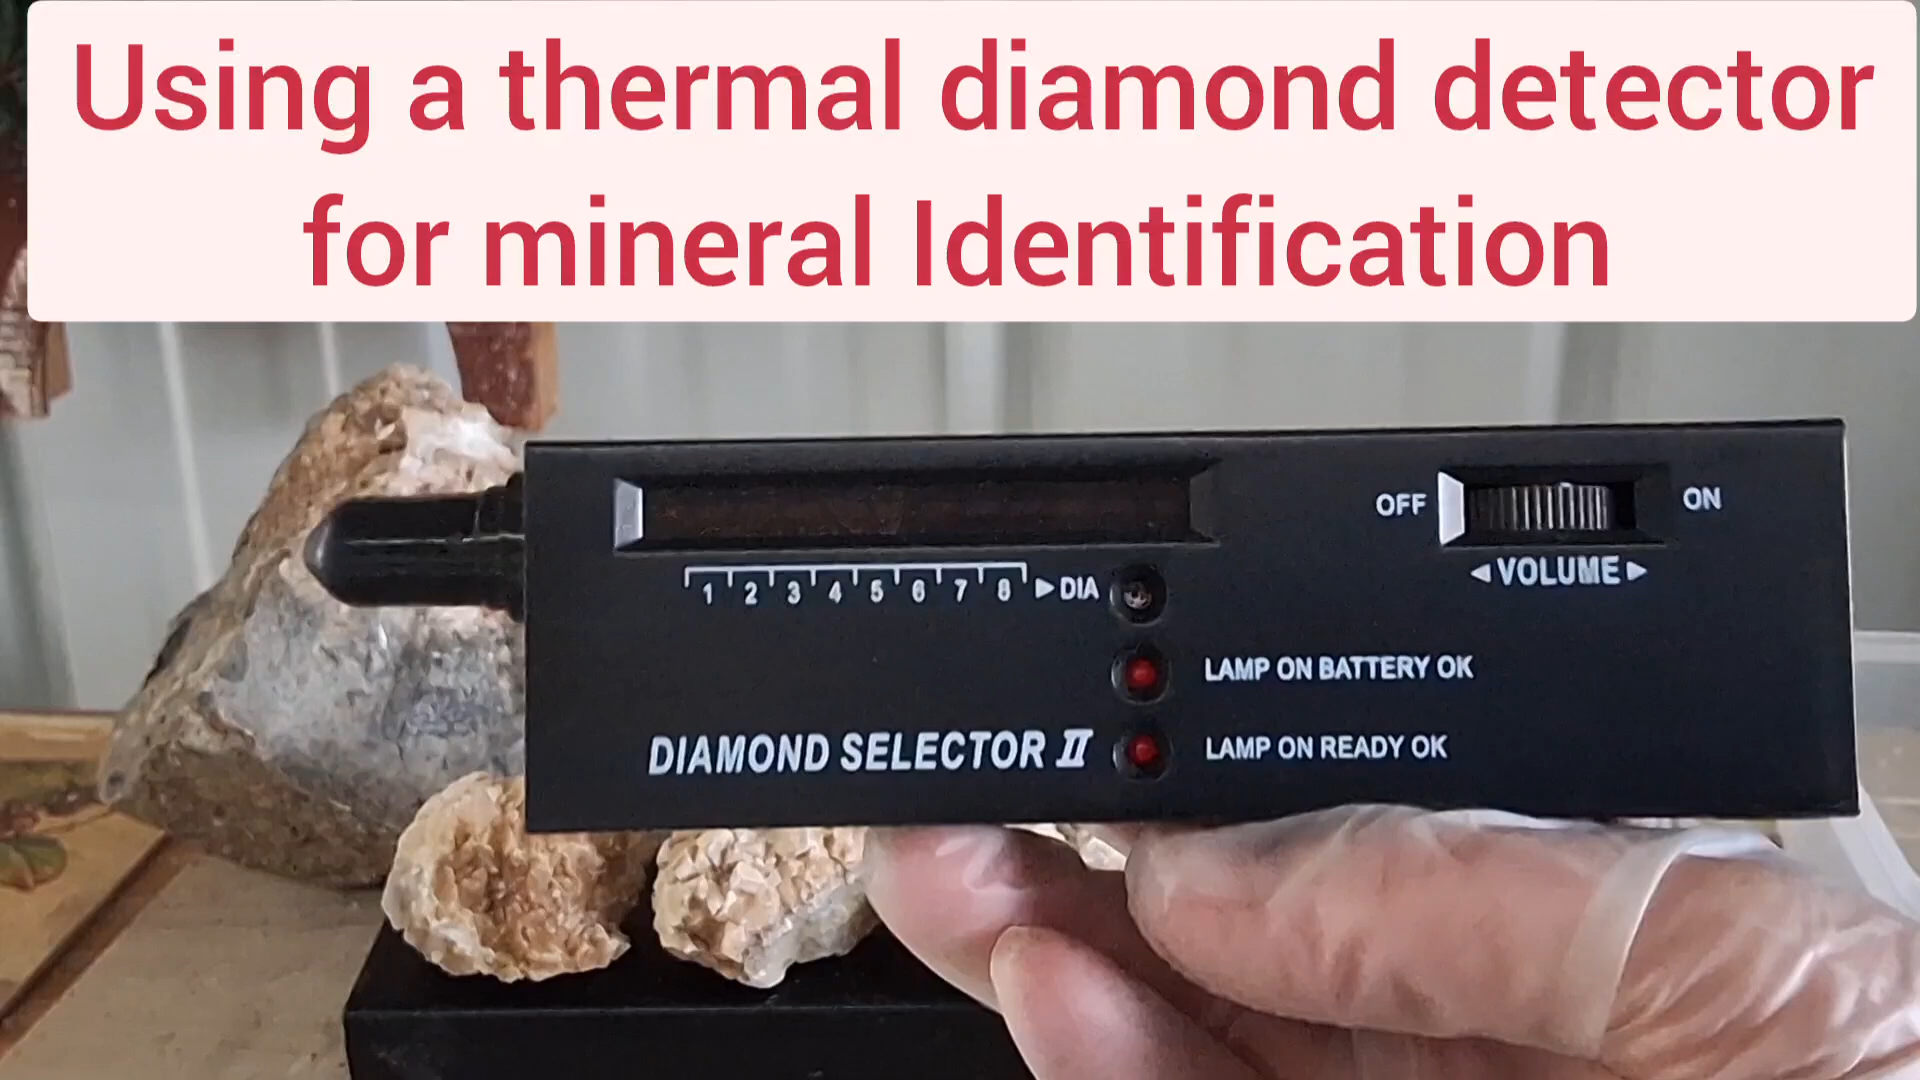 Using a thermal diamond detector
for mineral Identification
OFF ON
◄VOLUME►
1 2 3 4 5 6 7 8 ►DIA
LAMP ON BATTERY OK
DIAMOND SELECTOR II
LAMP ON READY OK